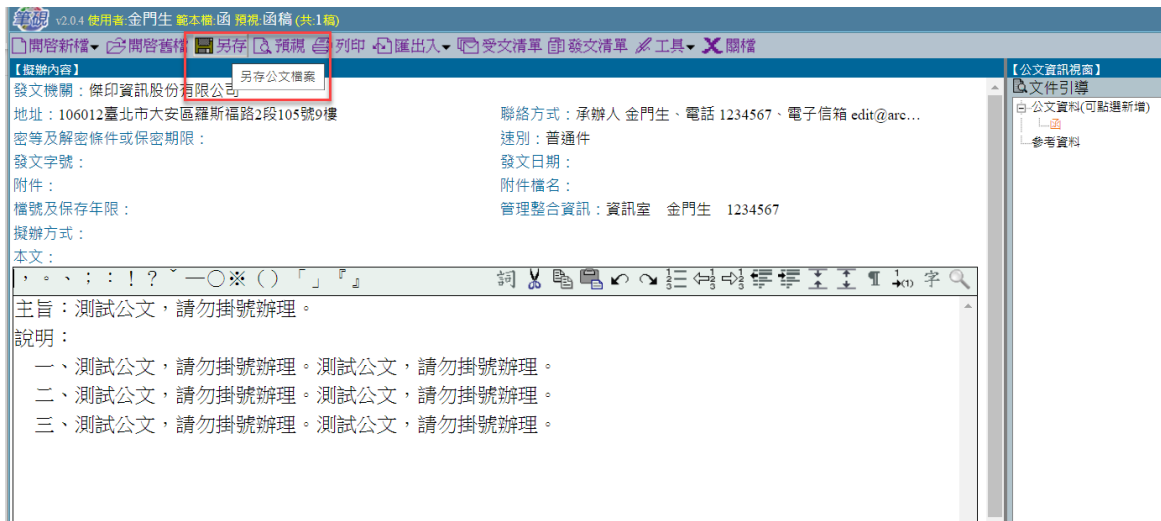 筆硯 v2.0.4 使用者:金門生 範本檔:函 預視:函稿 (共:1稿)
開啓新檔 開啓舊檔 另存 預視 列印 匯出入 受文清單 發文清單 工具 關檔
【擬辦內容】
另存公文檔案
發文機關：傑印資訊股份有限公司
地址：106012臺北市大安區羅斯福路2段105號9樓 聯絡方式：承辦人 金門生、電話 1234567、電子信箱 edit@arc…
密等及解密條件或保密期限： 速別：普通件
發文字號： 發文日期：
附件： 附件檔名：
檔號及保存年限： 管理整合資訊：資訊室 金門生 1234567
擬辦方式：
本文：
，。、；：！？ˇ—○※（）「」『』 詞 字
主旨：測試公文，請勿掛號辦理。
說明：
一、測試公文，請勿掛號辦理。測試公文，請勿掛號辦理。
二、測試公文，請勿掛號辦理。測試公文，請勿掛號辦理。
三、測試公文，請勿掛號辦理。測試公文，請勿掛號辦理。
【公文資訊視窗】
文件引導
公文資料(可點選新增)
函
參考資料